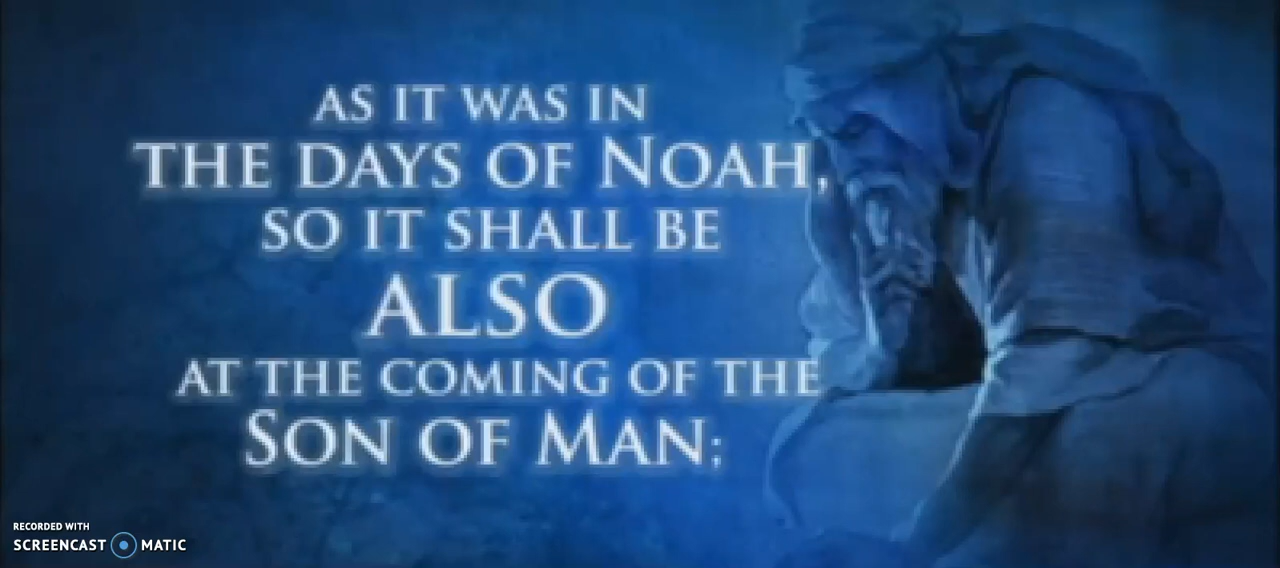 AS IT WAS IN
THE DAYS OF NOAH,
SO IT SHALL BE
ALSO
AT THE COMING OF THE
SON OF MAN;
RECORDED WITH
SCREENCAST MATIC